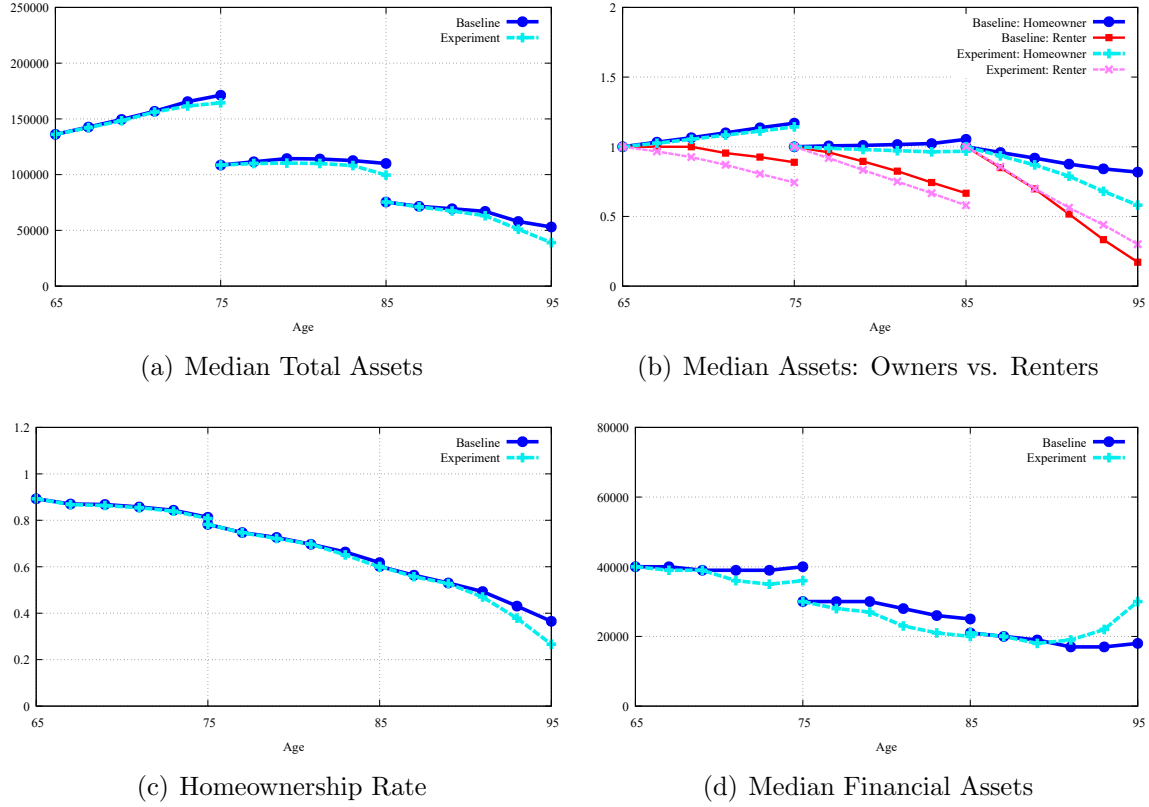 250000
200000
150000
100000
50000
0
65 75 85 95
Age
Baseline
Experiment
(a) Median Total Assets
2
1.5
1
0.5
0
65 75 85 95
Age
Baseline: Homeowner
Baseline: Renter
Experiment: Homeowner
Experiment: Renter
(b) Median Assets: Owners vs. Renters
1.2
1
0.8
0.6
0.4
0.2
0
65 75 85 95
Age
Baseline
Experiment
(c) Homeownership Rate
80000
60000
40000
20000
0
65 75 85 95
Age
Baseline
Experiment
(d) Median Financial Assets